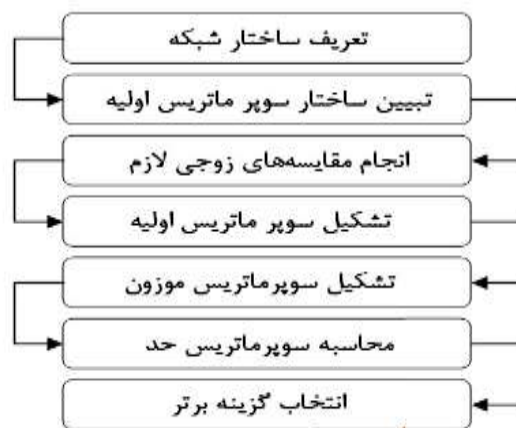 تعریف ساختار شبکه
تبیین ساختار سوپر ماتریس اولیه
انجام مقایسه‌های زوجی لازم
تشکیل سوپر ماتریس اولیه
تشکیل سوپرماتریس موزون
محاسبه سوپرماتریس حد
انتخاب گزینه برتر